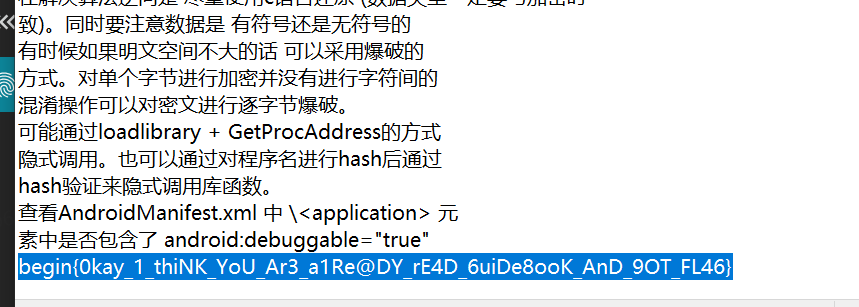 致)。同时要注意数据是 有符号还是无符号的
有时候如果明文空间不大的话 可以采用爆破的
方式。对单个字节进行加密并没有进行字符间的
混淆操作可以对密文进行逐字节爆破。
可能通过loadlibrary + GetProcAddress的方式
隐式调用。也可以通过对程序名进行hash后通过
hash验证来隐式调用库函数。
查看AndroidManifest.xml 中 \<application> 元
素中是否包含了 android:debuggable="true"
begin{0kay_1_thiNK_YoU_Ar3_a1Re@DY_rE4D_6uiDe8ooK_AnD_9OT_FL46}